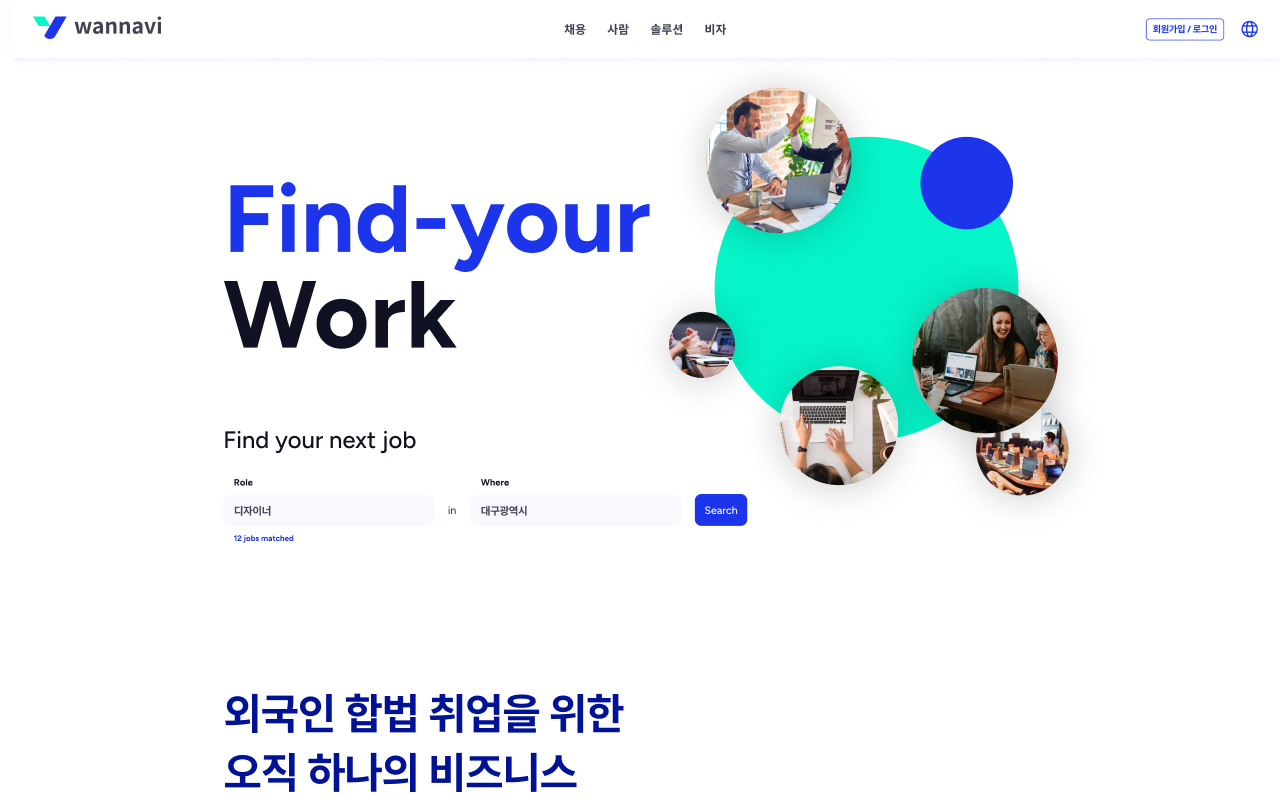 wannavi
채용 사람 솔루션 비자
회원가입 / 로그인
Find-your
Work
Find your next job
Role Where
디자이너 in 대구광역시 Search
12 jobs matched
외국인 합법 취업을 위한
오직 하나의 비즈니스